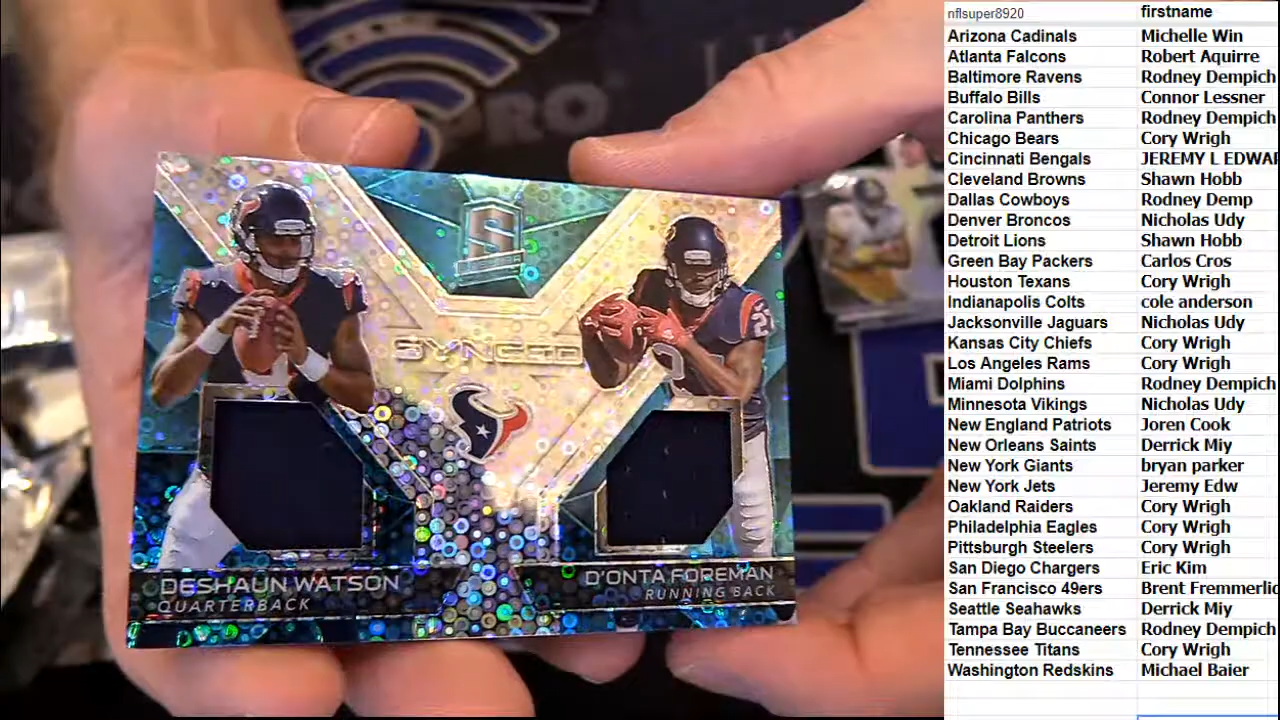 PRO
S
SYNCED
DESHAUN WATSON
QUARTERBACK
D'ONTA FOREMAN
RUNNING BACK
nflsuper8920 firstname
Arizona Cadinals Michelle Win
Atlanta Falcons Robert Aquirre
Baltimore Ravens Rodney Dempich
Buffalo Bills Connor Lessner
Carolina Panthers Rodney Dempich
Chicago Bears Cory Wrigh
Cincinnati Bengals JEREMY L EDWAR
Cleveland Browns Shawn Hobb
Dallas Cowboys Rodney Demp
Denver Broncos Nicholas Udy
Detroit Lions Shawn Hobb
Green Bay Packers Carlos Cros
Houston Texans Cory Wrigh
Indianapolis Colts cole anderson
Jacksonville Jaguars Nicholas Udy
Kansas City Chiefs Cory Wrigh
Los Angeles Rams Cory Wrigh
Miami Dolphins Rodney Dempich
Minnesota Vikings Nicholas Udy
New England Patriots Joren Cook
New Orleans Saints Derrick Miy
New York Giants bryan parker
New York Jets Jeremy Edw
Oakland Raiders Cory Wrigh
Philadelphia Eagles Cory Wrigh
Pittsburgh Steelers Cory Wrigh
San Diego Chargers Eric Kim
San Francisco 49ers Brent Fremmerlic
Seattle Seahawks Derrick Miy
Tampa Bay Buccaneers Rodney Dempich
Tennessee Titans Cory Wrigh
Washington Redskins Michael Baier